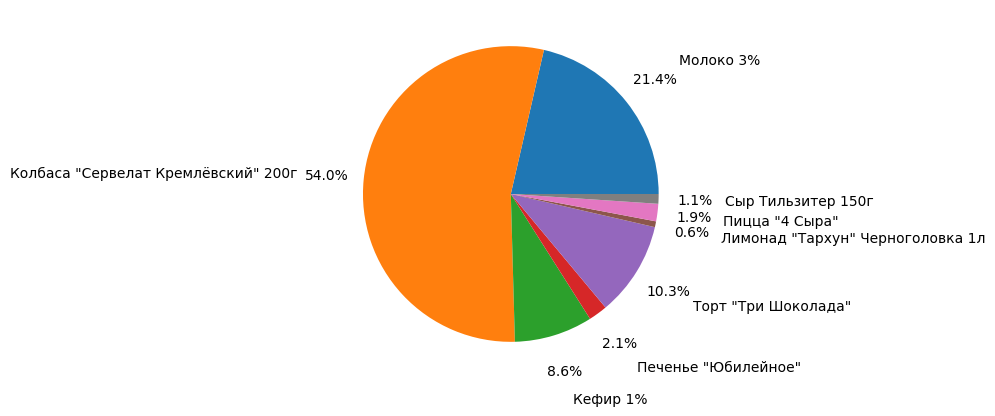 Молоко 3%
21.4%
Колбаса "Сервелат Кремлёвский" 200г
54.0%
1.1%
Сыр Тильзитер 150г
1.9%
Пицца "4 Сыра"
0.6%
Лимонад "Тархун" Черноголовка 1л
10.3%
Торт "Три Шоколада"
2.1%
Печенье "Юбилейное"
8.6%
Кефир 1%